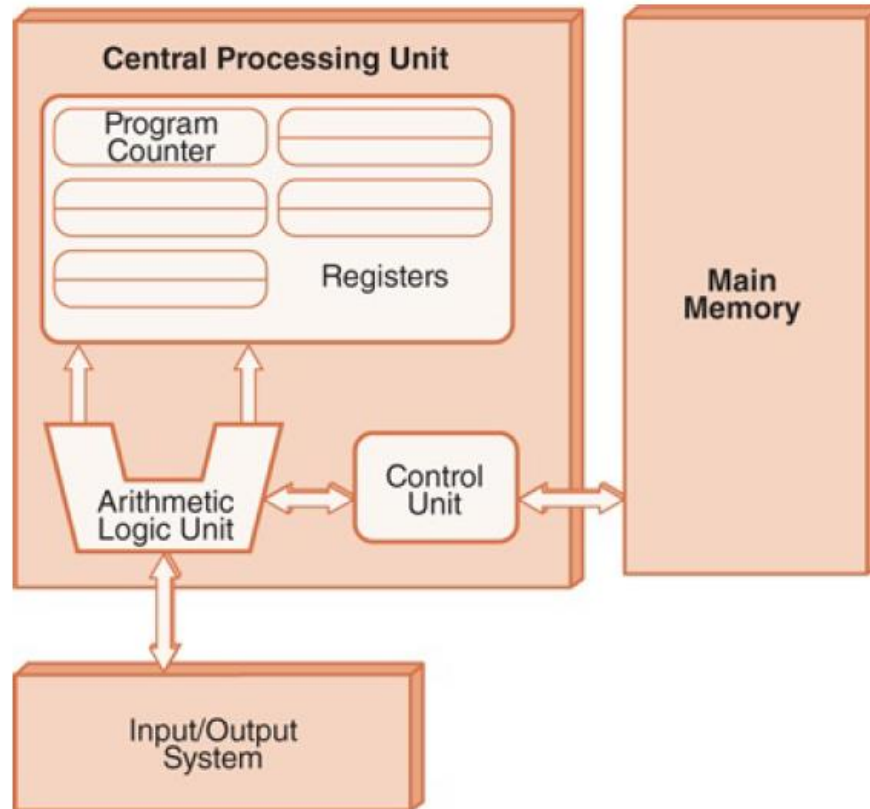 Central Processing Unit
Program
Counter
Registers
Main
Memory
Arithmetic
Logic Unit
Control
Unit
Input/Output
System